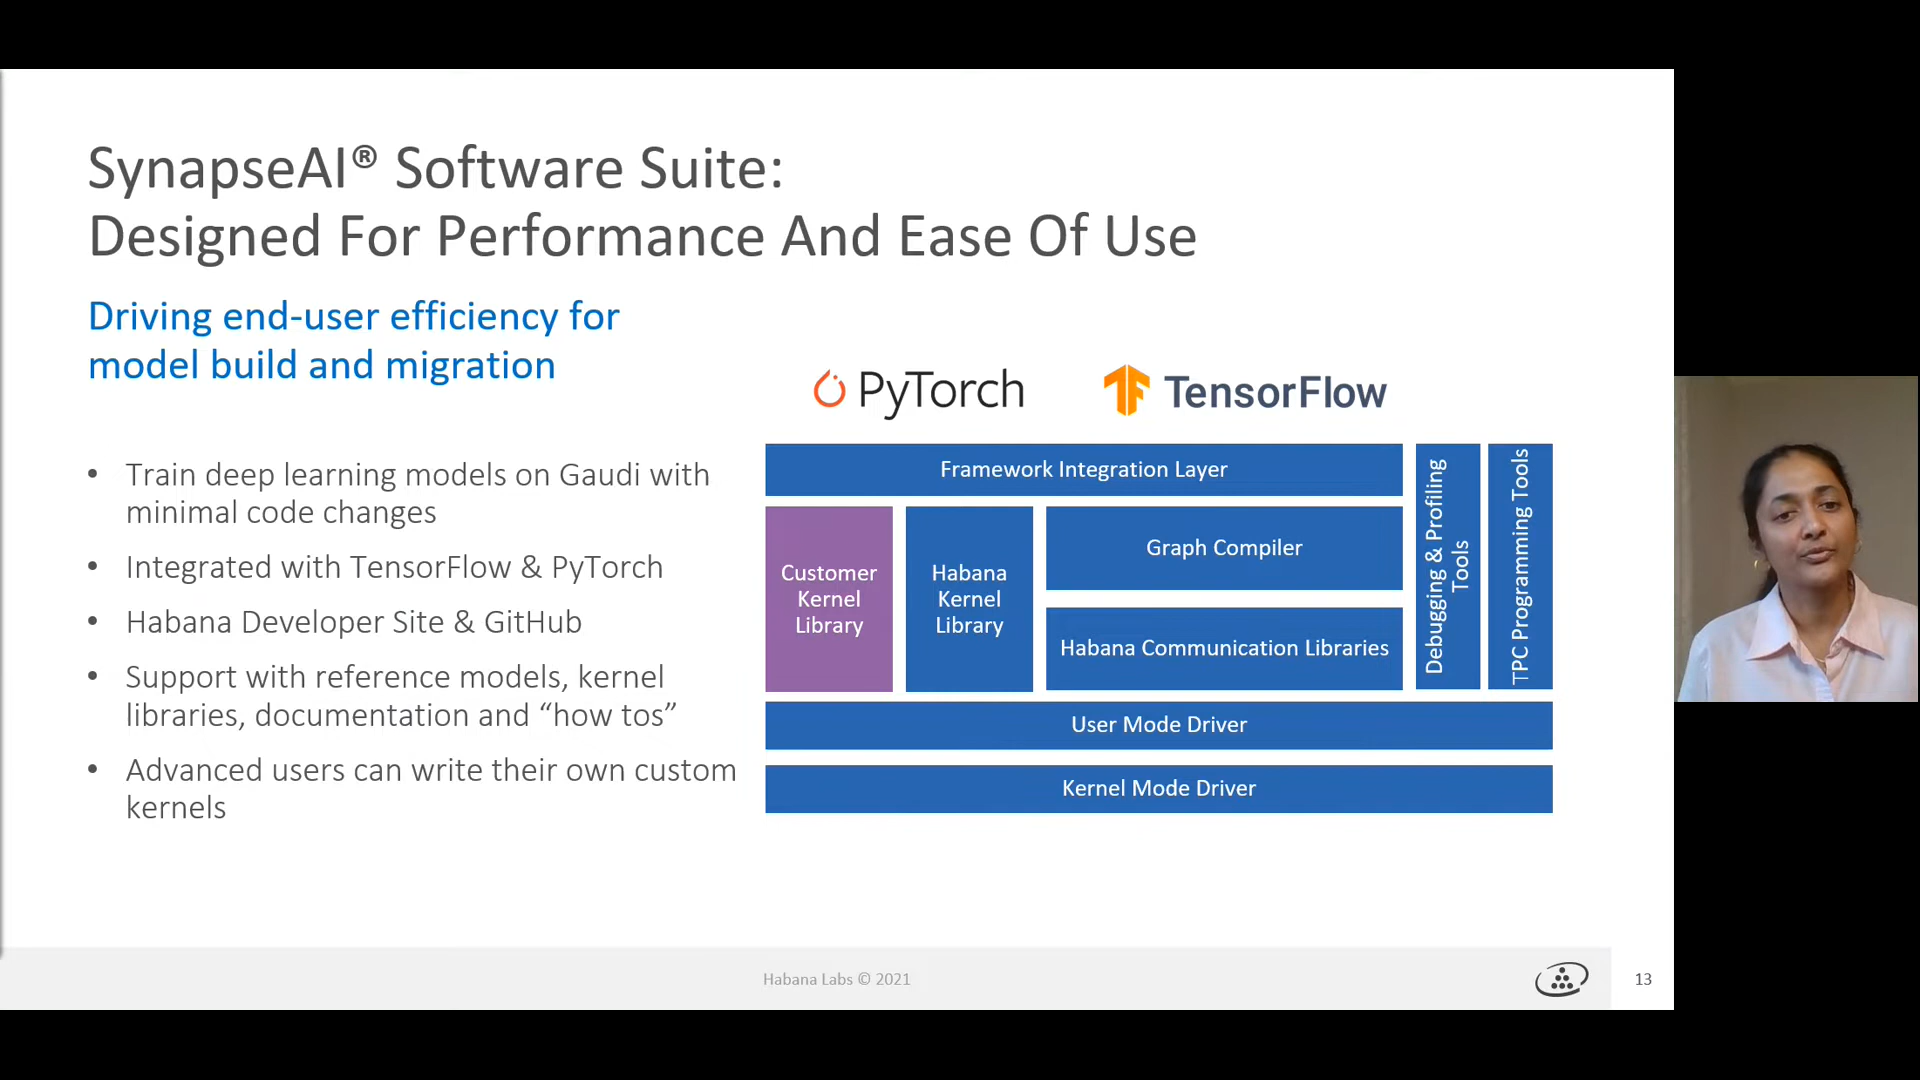 SynapseAI® Software Suite:
Designed For Performance And Ease Of Use
Driving end-user efficiency for
model build and migration
• Train deep learning models on Gaudi with
minimal code changes
• Integrated with TensorFlow & PyTorch
• Habana Developer Site & GitHub
• Support with reference models, kernel
libraries, documentation and “how tos”
• Advanced users can write their own custom
kernels
PyTorch
TensorFlow
Framework Integration Layer
Customer
Kernel
Library
Habana
Kernel
Library
Graph Compiler
Habana Communication Libraries
Debugging & Profiling
Tools
TPC Programming Tools
User Mode Driver
Kernel Mode Driver
Habana Labs © 2021
13